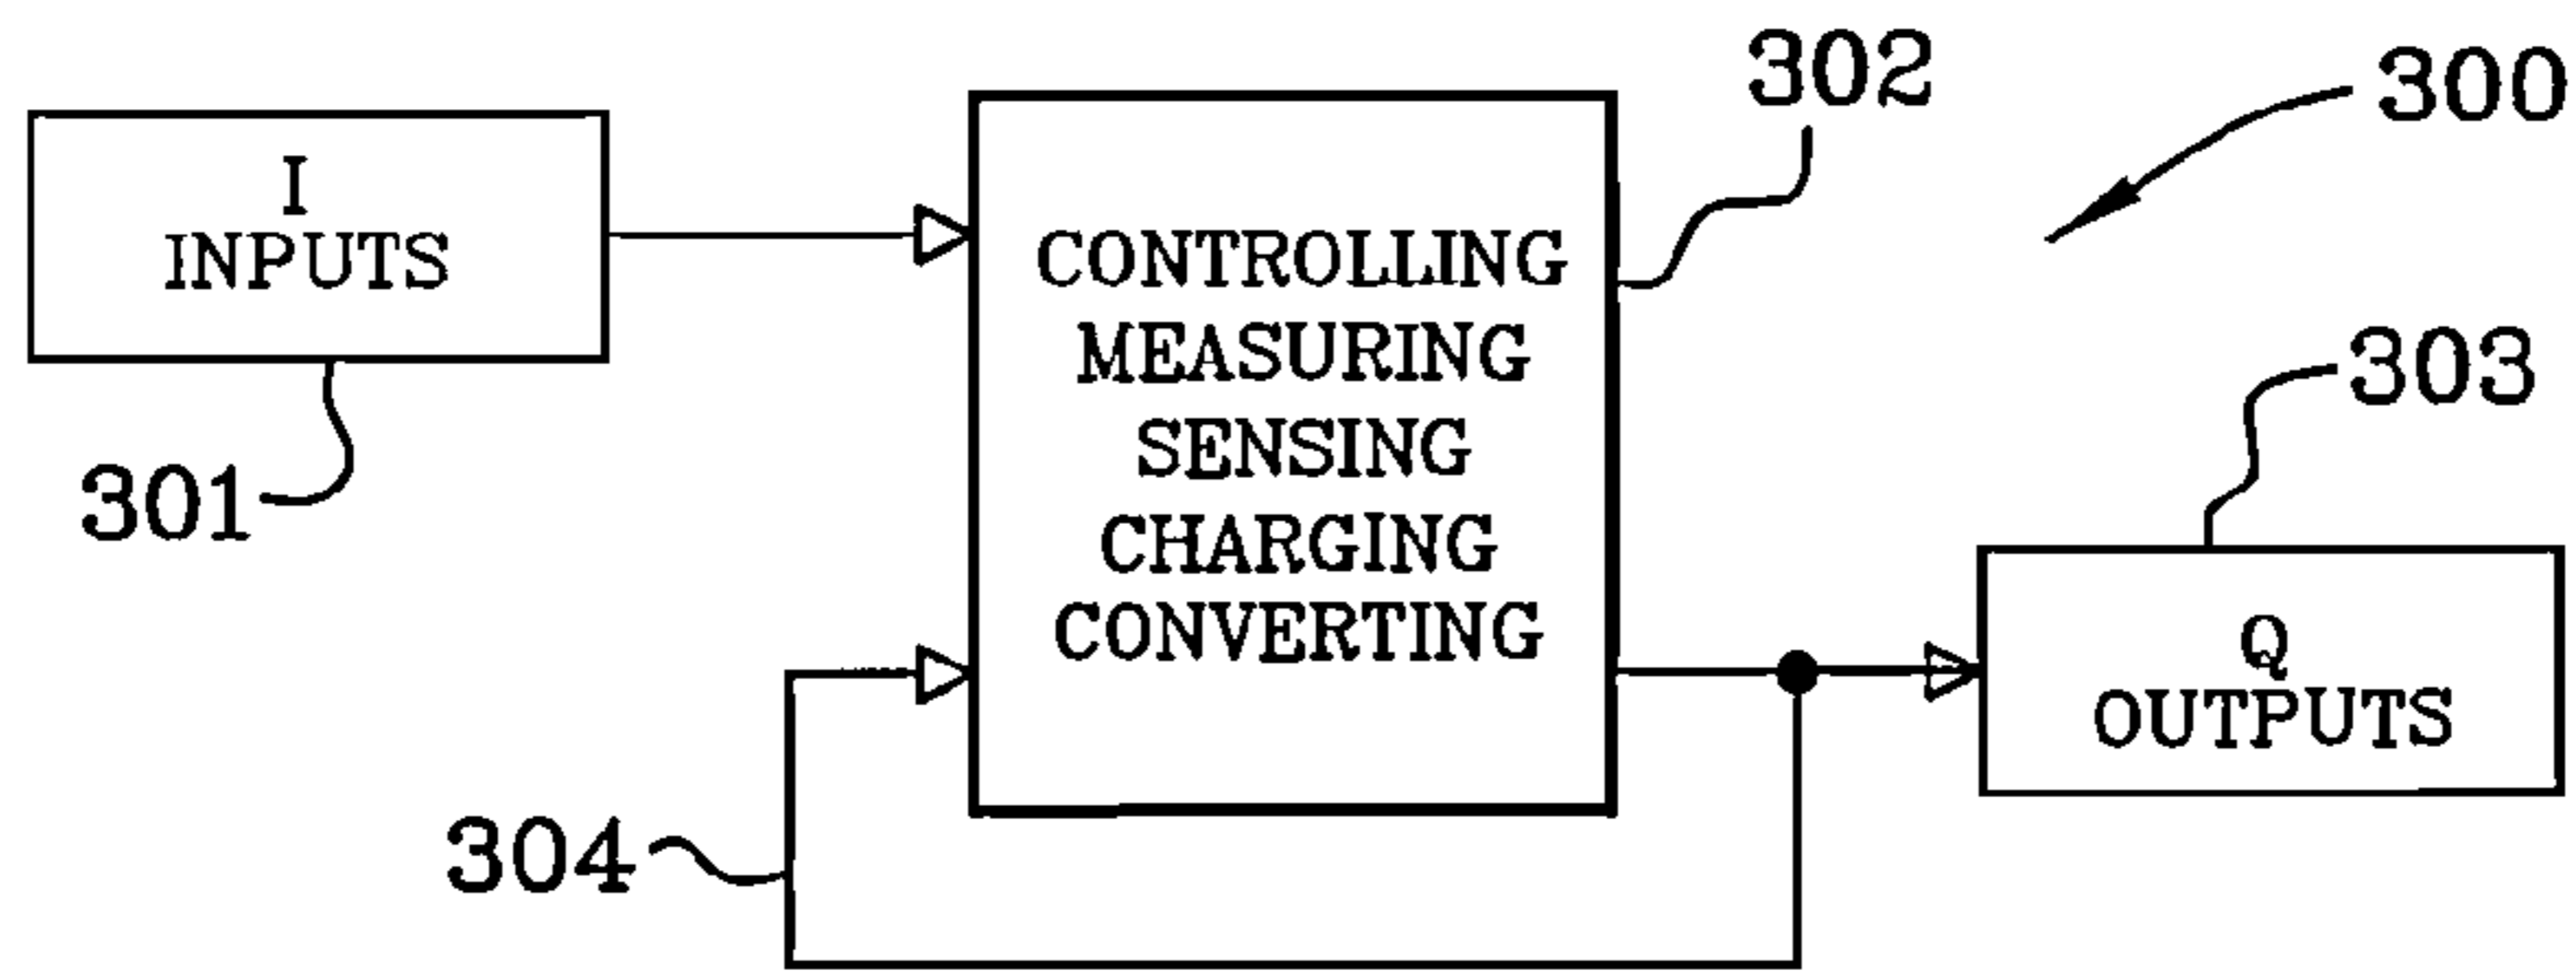 302
300
I
INPUTS
CONTROLLING
MEASURING
SENSING
CHARGING
CONVERTING
303
301
Q
OUTPUTS
304